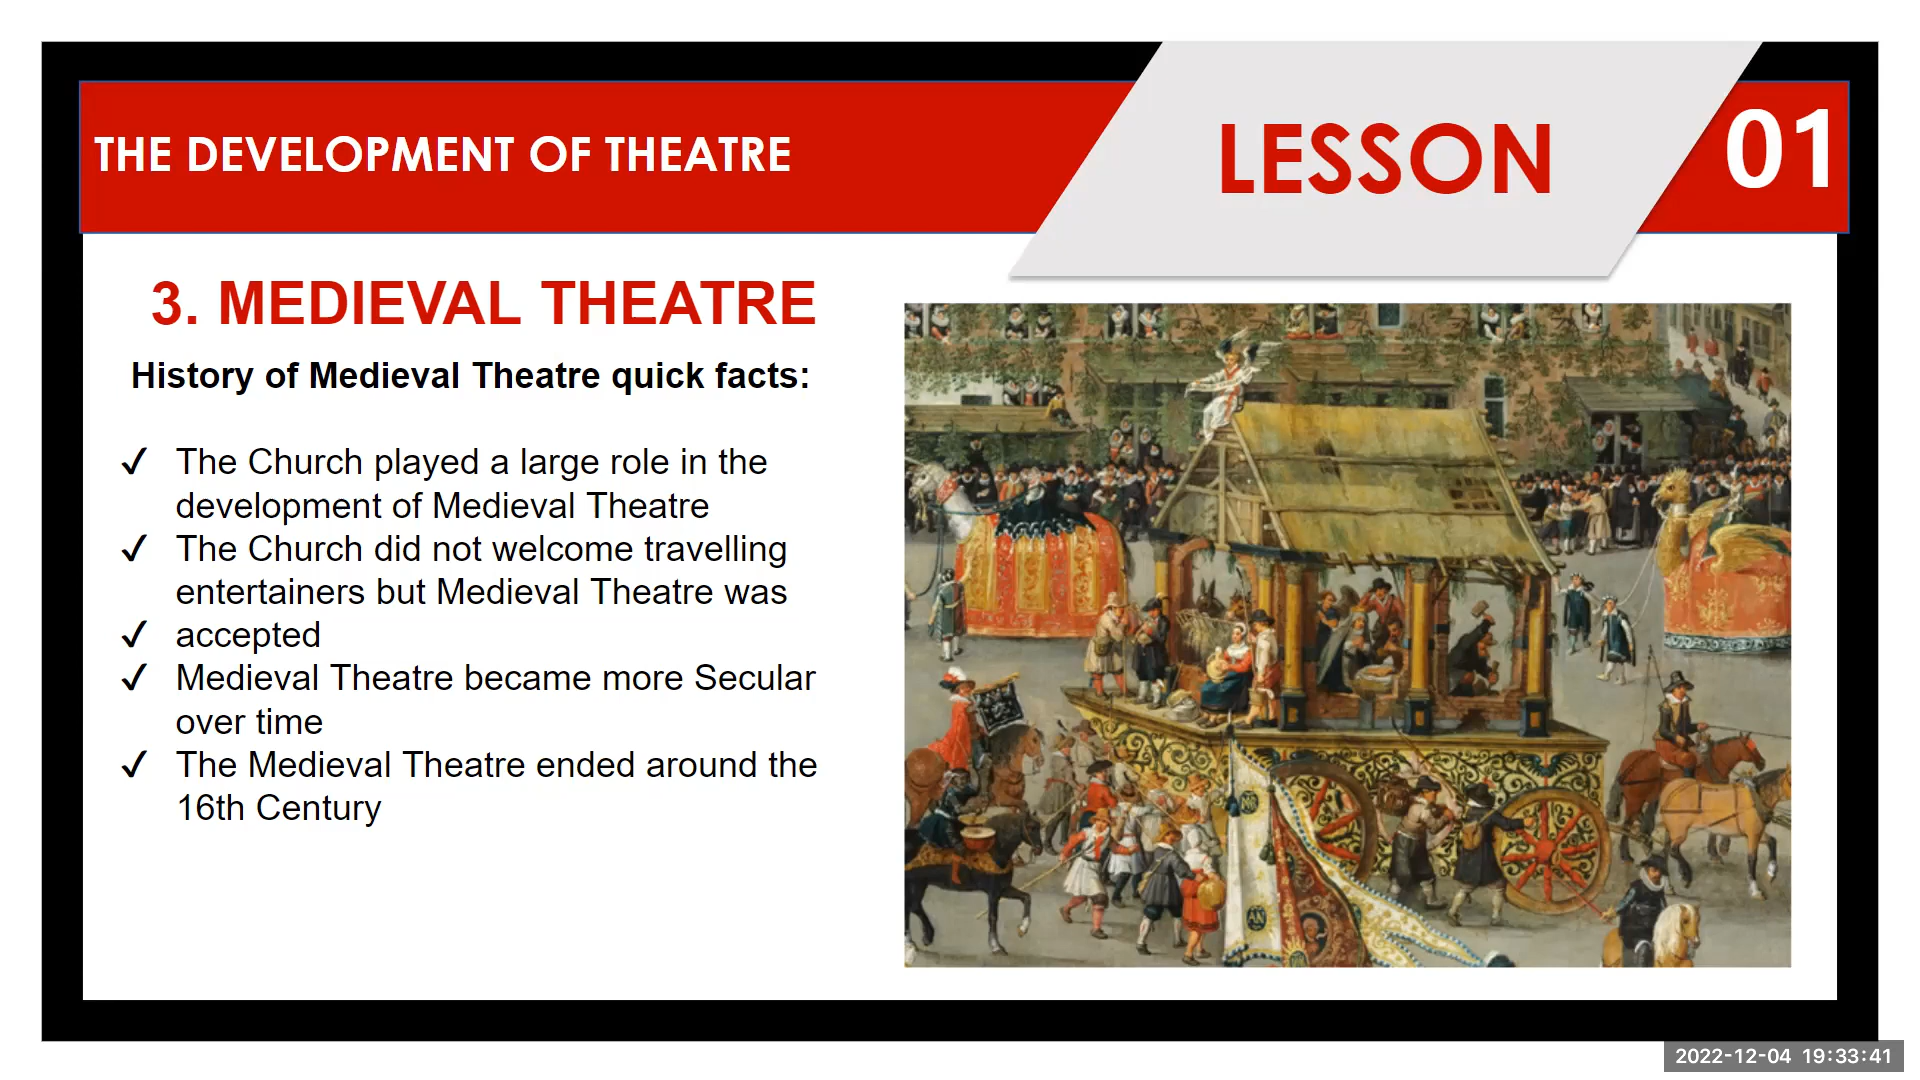 THE DEVELOPMENT OF THEATRE
LESSON
01
3. MEDIEVAL THEATRE
History of Medieval Theatre quick facts:
✓ The Church played a large role in the
development of Medieval Theatre
✓ The Church did not welcome travelling
entertainers but Medieval Theatre was
✓ accepted
✓ Medieval Theatre became more Secular
over time
✓ The Medieval Theatre ended around the
16th Century
2022-12-04 19:33:41